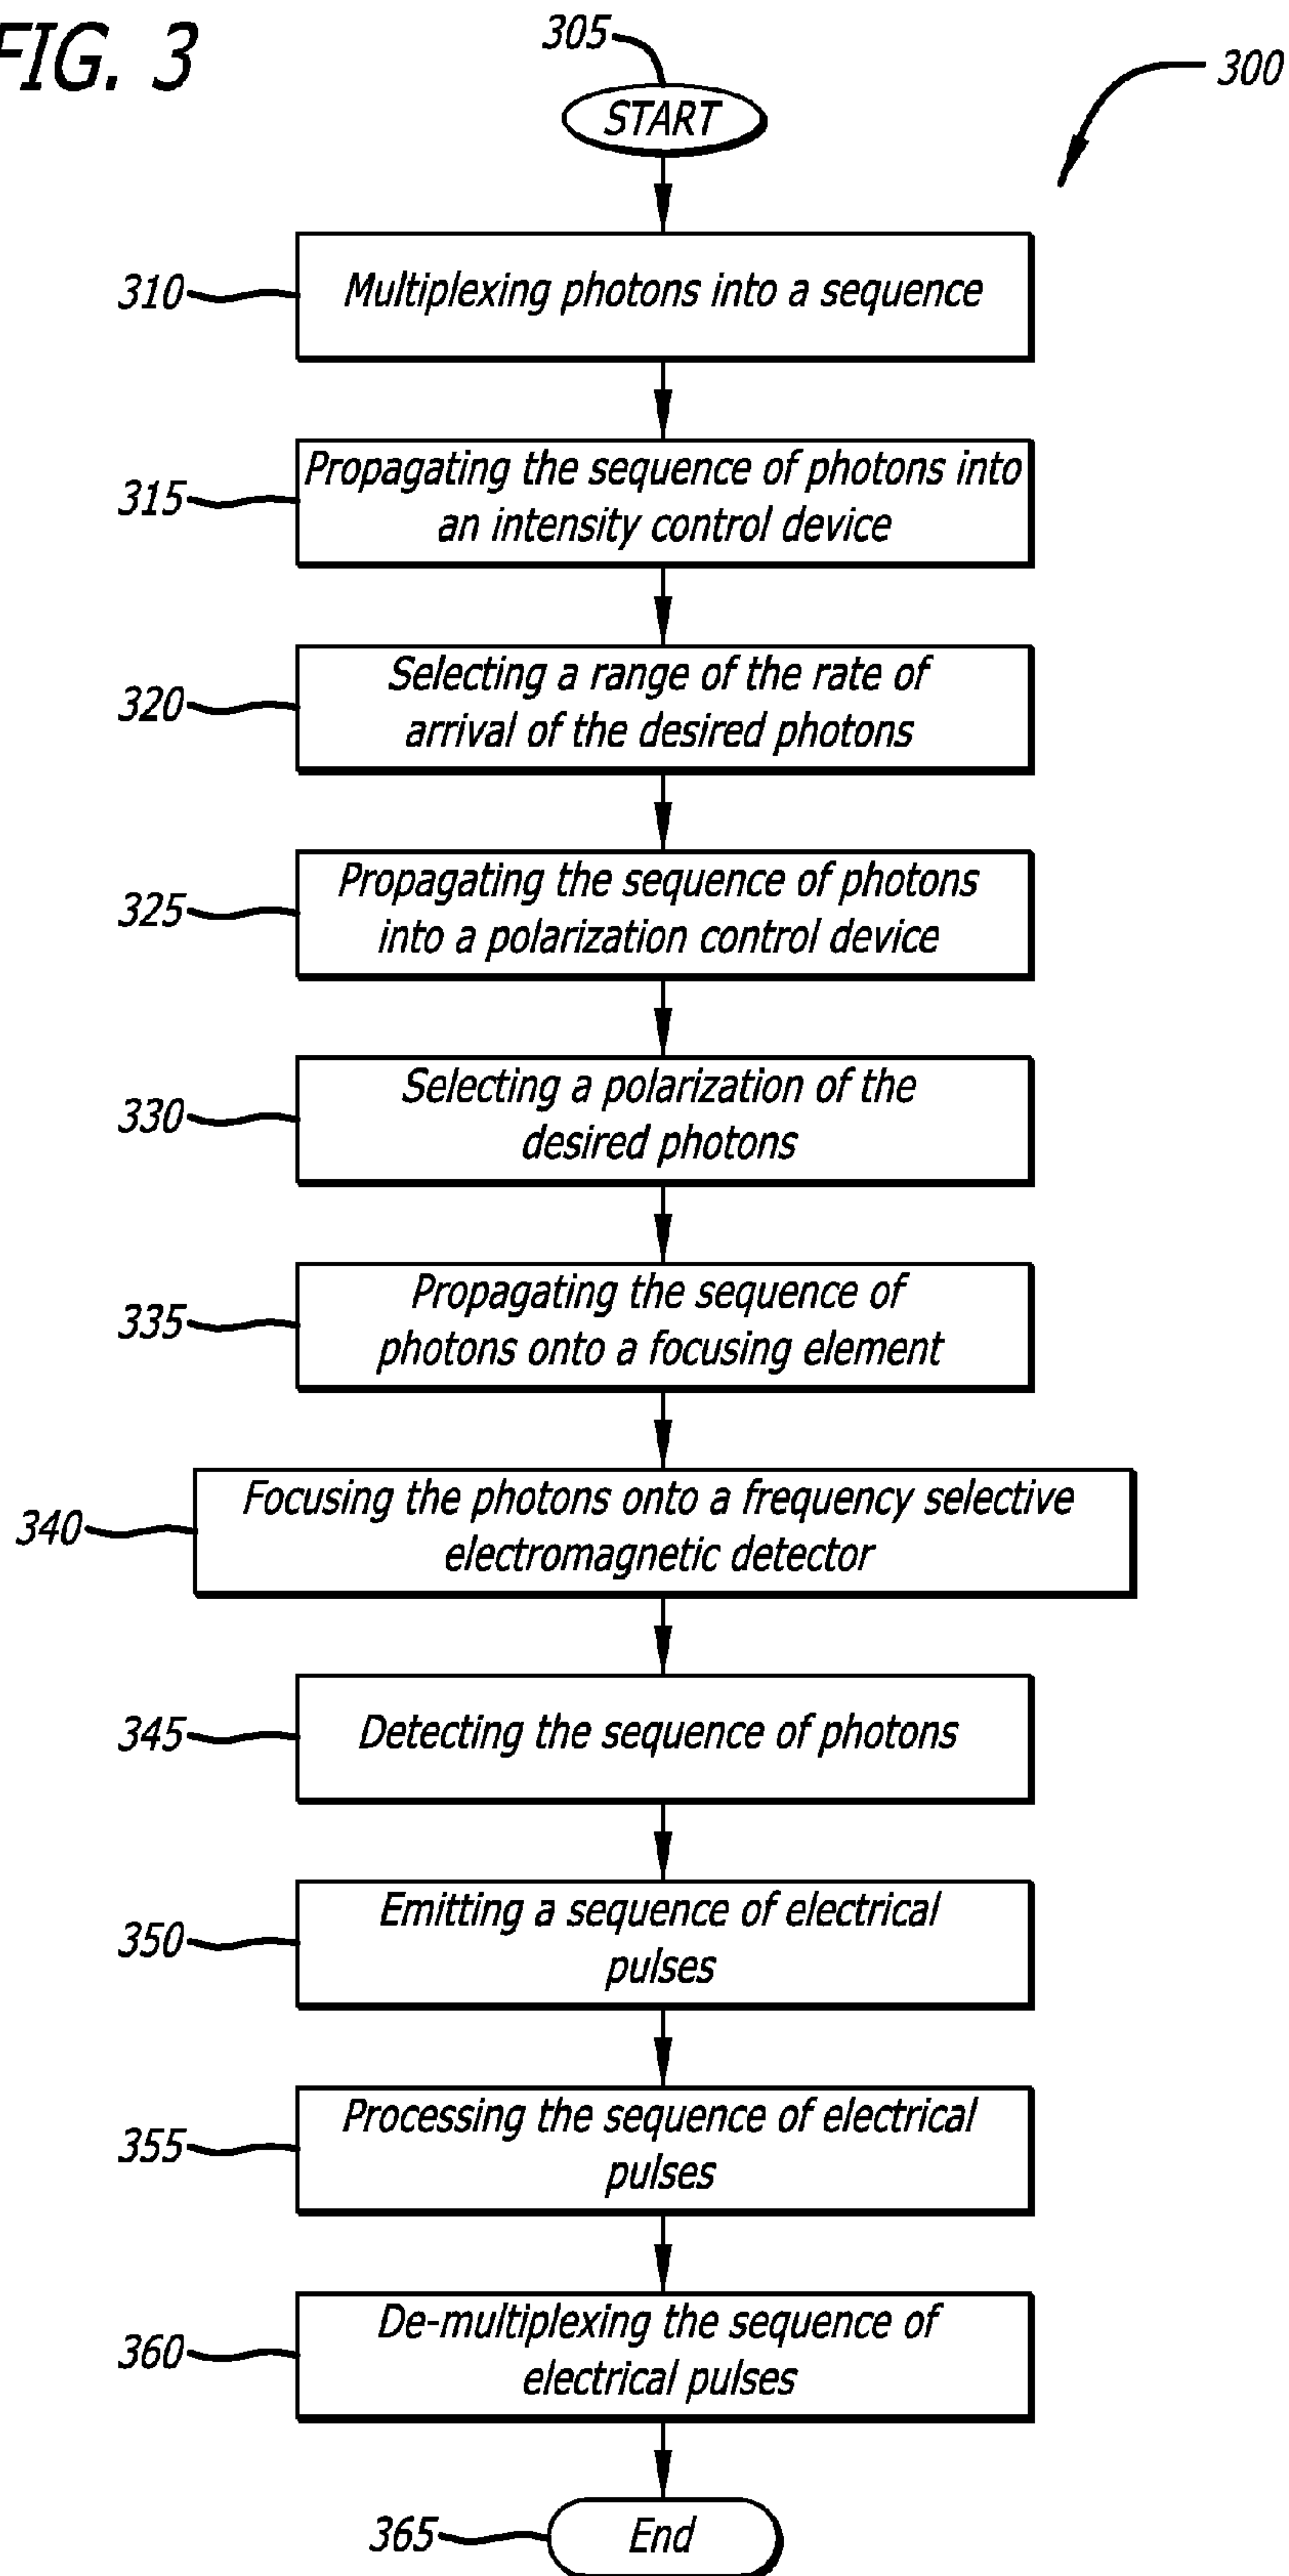 FIG. 3
305
300
START
310
Multiplexing photons into a sequence
315
Propagating the sequence of photons into
an intensity control device
320
Selecting a range of the rate of
arrival of the desired photons
325
Propagating the sequence of photons
into a polarization control device
330
Selecting a polarization of the
desired photons
335
Propagating the sequence of
photons onto a focusing element
340
Focusing the photons onto a frequency selective
electromagnetic detector
345
Detecting the sequence of photons
350
Emitting a sequence of electrical
pulses
355
Processing the sequence of electrical
pulses
360
De-multiplexing the sequence of
electrical pulses
365
End